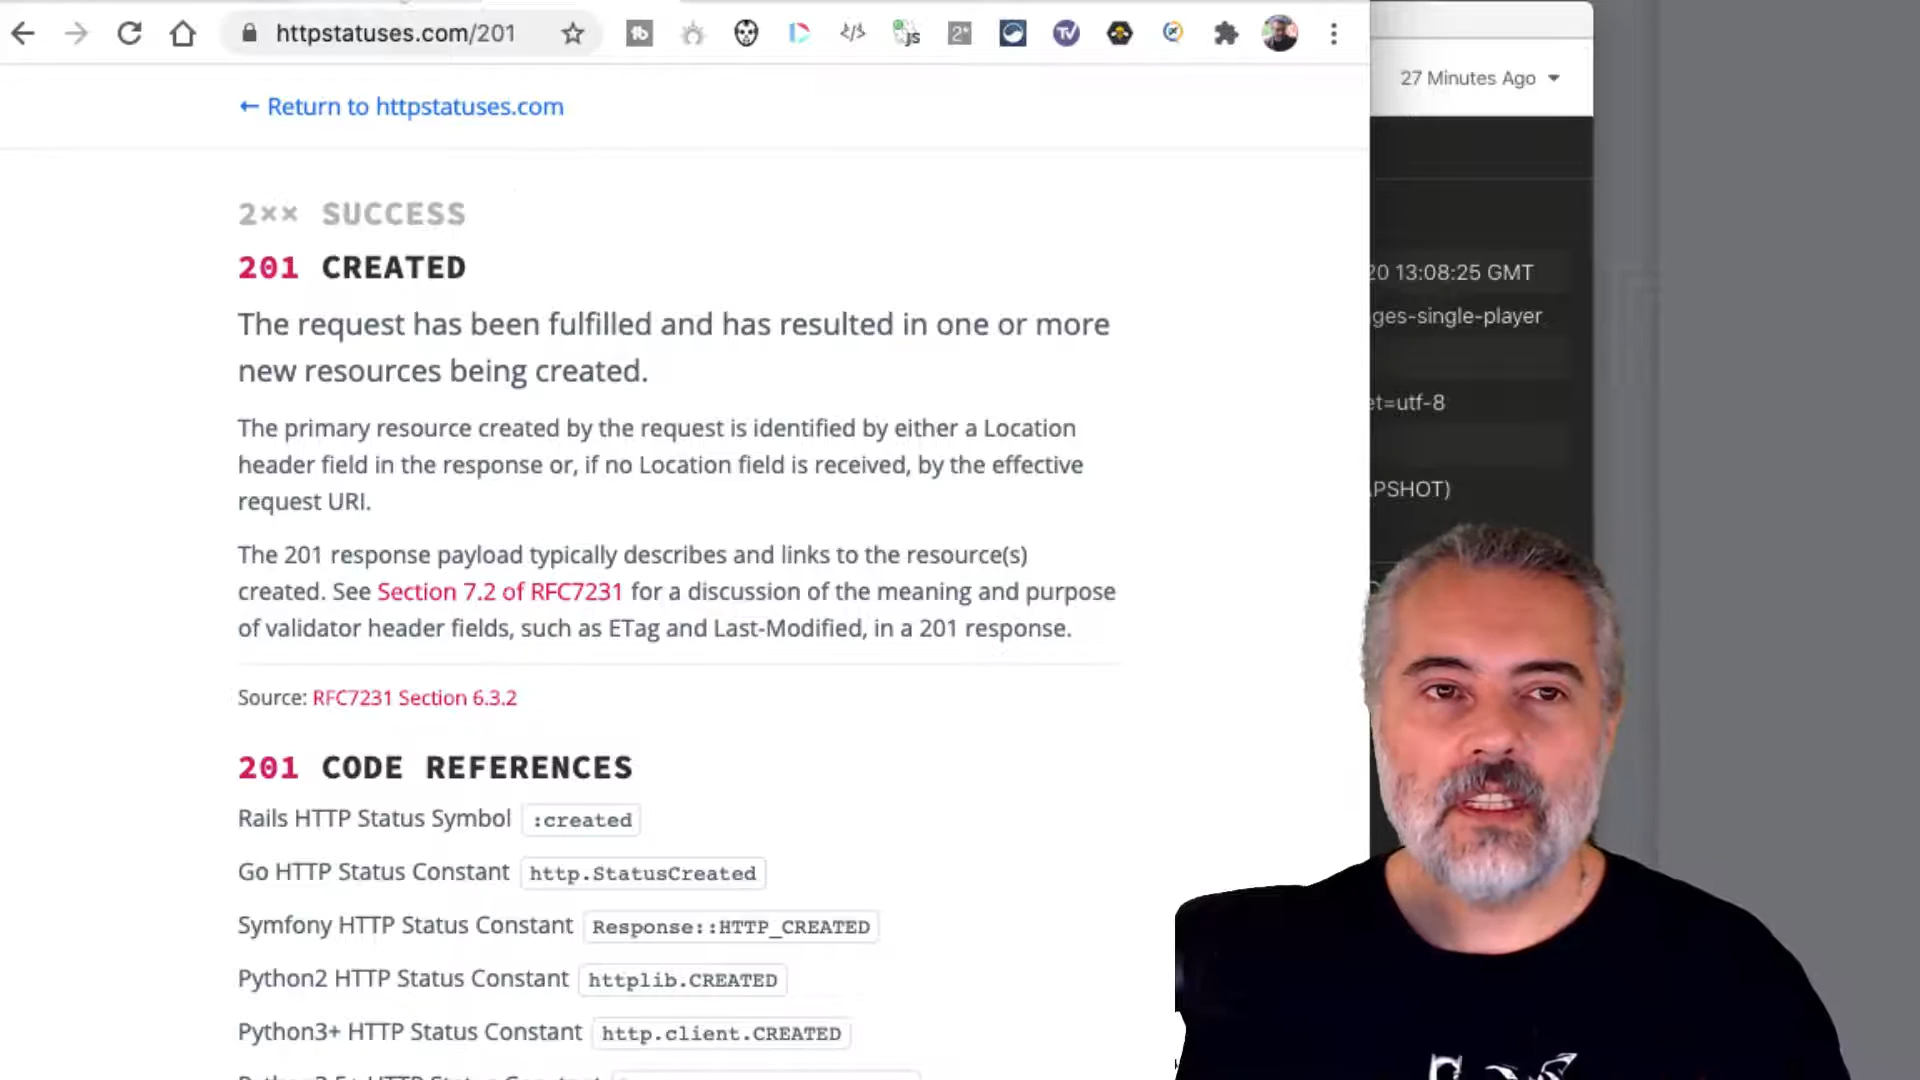 httpstatuses.com/201
27 Minutes Ago
← Return to httpstatuses.com
2×× SUCCESS
201 CREATED
The request has been fulfilled and has resulted in one or more
new resources being created.
The primary resource created by the request is identified by either a Location
header field in the response or, if no Location field is received, by the effective
request URI.
The 201 response payload typically describes and links to the resource(s)
created. See Section 7.2 of RFC7231 for a discussion of the meaning and purpose
of validator header fields, such as ETag and Last-Modified, in a 201 response.
Source: RFC7231 Section 6.3.2
201 CODE REFERENCES
Rails HTTP Status Symbol :created
Go HTTP Status Constant http.StatusCreated
Symfony HTTP Status Constant Response::HTTP_CREATED
Python2 HTTP Status Constant httplib.CREATED
Python3+ HTTP Status Constant http.client.CREATED
20 13:08:25 GMT
ges-single-player
et=utf-8
APSHOT)